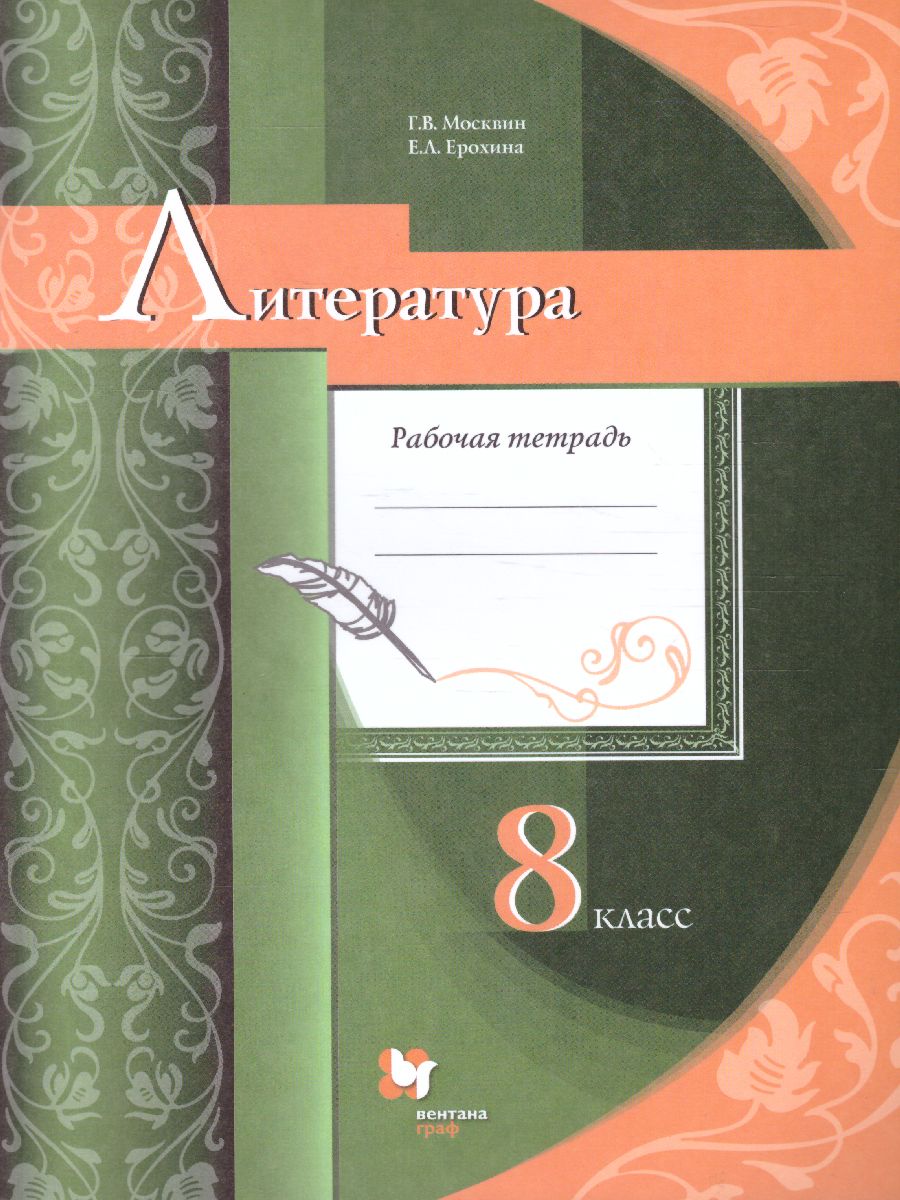 Г.В. Москвин
Е.Л. Ерохина
Литература
Рабочая тетрадь
8 класс
вентана
граф